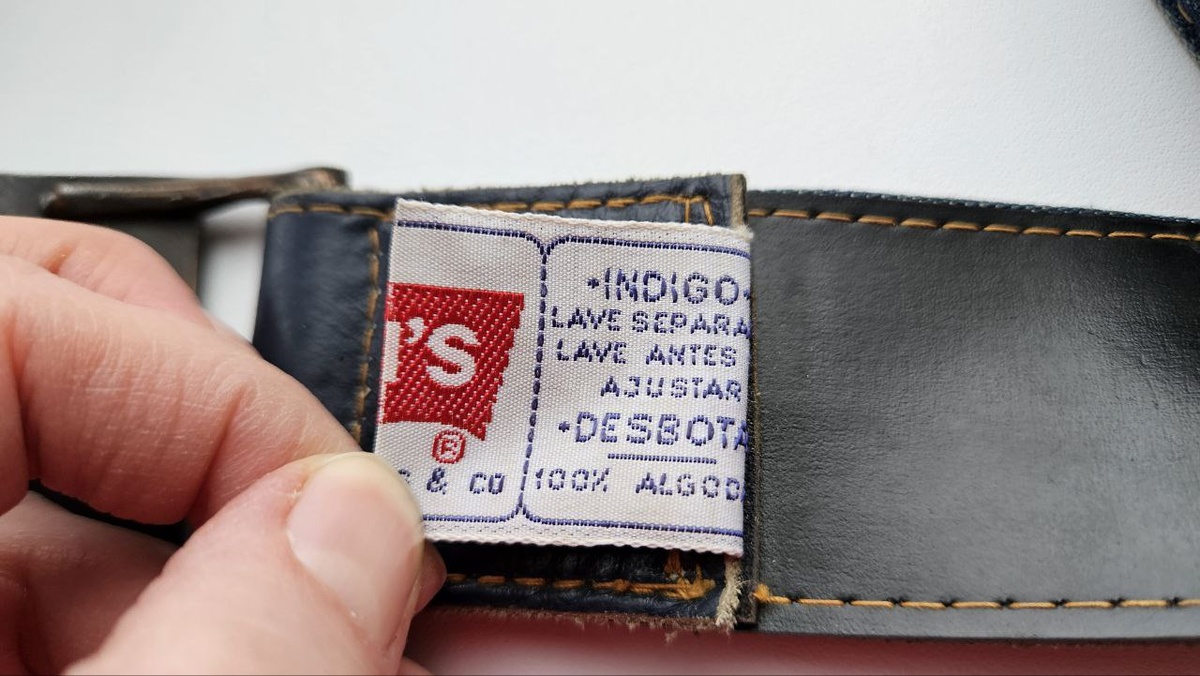 'S
®
& CO
•INDIGO•
LAVE SEPARA
LAVE ANTES
AJUSTAR
•DESBOTA
100% ALGOD